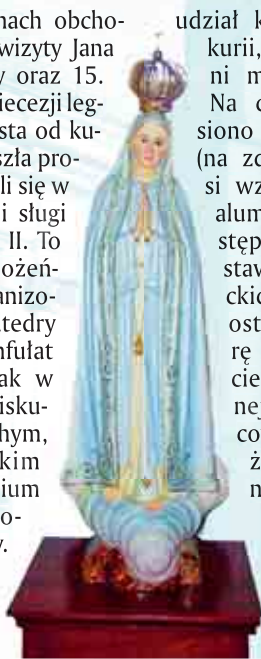 nach obcho-
wizyty Jana
y oraz 15.
iecezji leg-
sta od ku-
szła pro-
li się w
i sługi
II. To
ożeń-
anizo-
tedry
nfułat
ak w
isku-
hym,
kim
ium
o-
y.
udział k
kurii,
ni m
Na c
siono
(na zd
si wz
alum
stęp
staw
ckic
ost
rę
cie
nej
co
ż
n